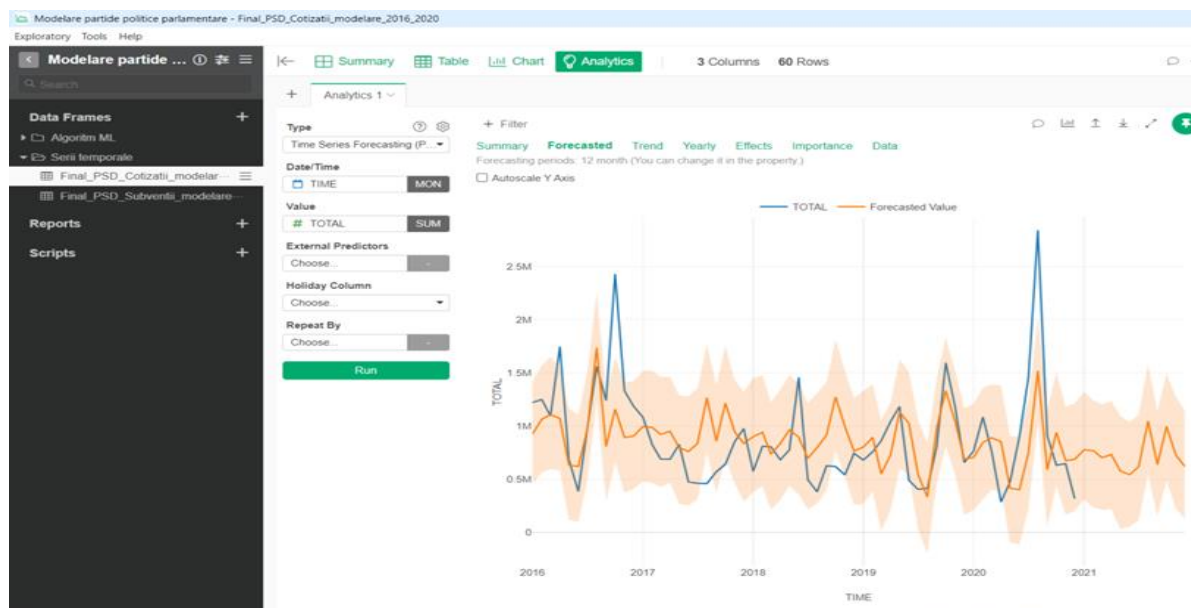 Modelare partide politice parlamentare - Final_PSD_Cotizatii_modelare_2016_2020
Exploratory Tools Help
Modelare partide ...
Search
Data Frames +
Algoritm ML
Serii temporale
Final_PSD_Cotizatii_modelar...
Final_PSD_Subventii_modelare...
Reports +
Scripts +
Summary Table Chart Analytics 3 Columns 60 Rows
+ Analytics 1
Type
Time Series Forecasting (P...
Date/Time
TIME MON
Value
# TOTAL SUM
External Predictors
Choose... -
Holiday Column
Choose...
Repeat By
Choose... -
Run
+ Filter
Summary Forecasted Trend Yearly Effects Importance Data
Forecasting periods: 12 month (You can change it in the property.)
Autoscale Y Axis
TOTAL Forecasted Value
2.5M
2M
1.5M
1M
0.5M
0
TOTAL
2016 2017 2018 2019 2020 2021
TIME